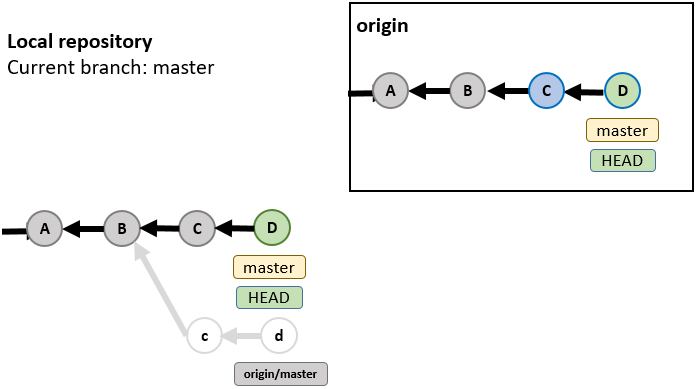 Local repository
Current branch: master
origin
A
B
C
D
master
HEAD
A
B
C
D
master
HEAD
c
d
origin/master